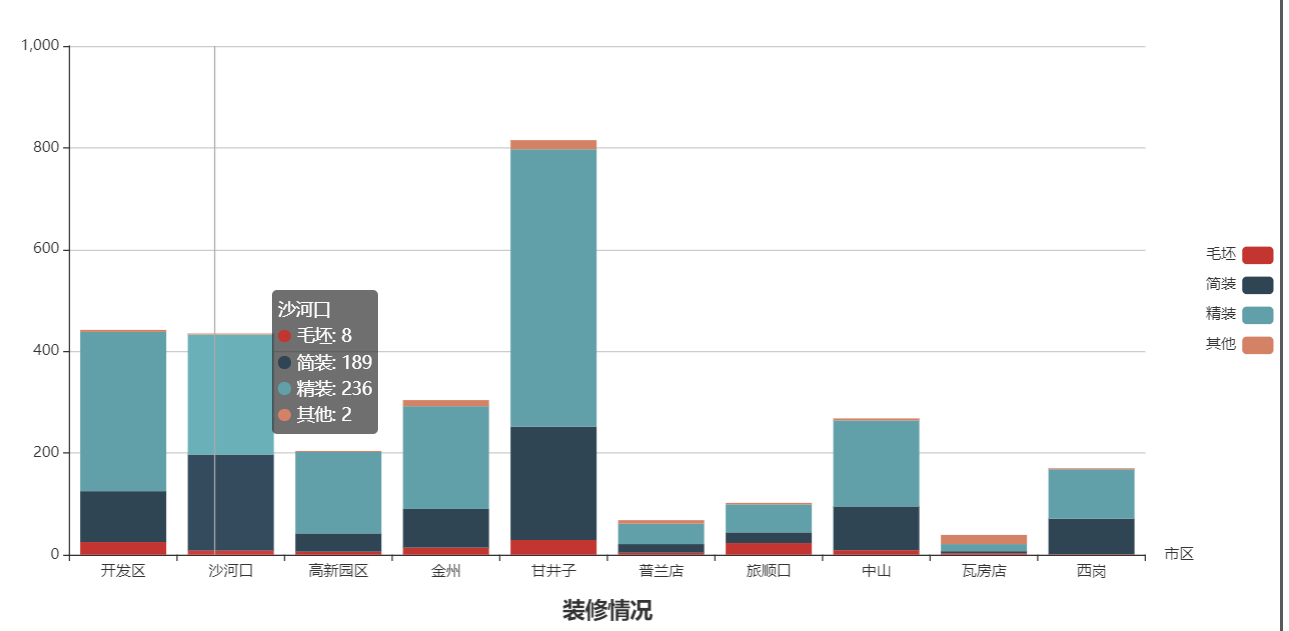 1,000
800
600
400
200
0
沙河口
毛坯: 8
简装: 189
精装: 236
其他: 2
毛坯
简装
精装
其他
开发区 沙河口 高新园区 金州 甘井子 普兰店 旅顺口 中山 瓦房店 西岗
市区
装修情况